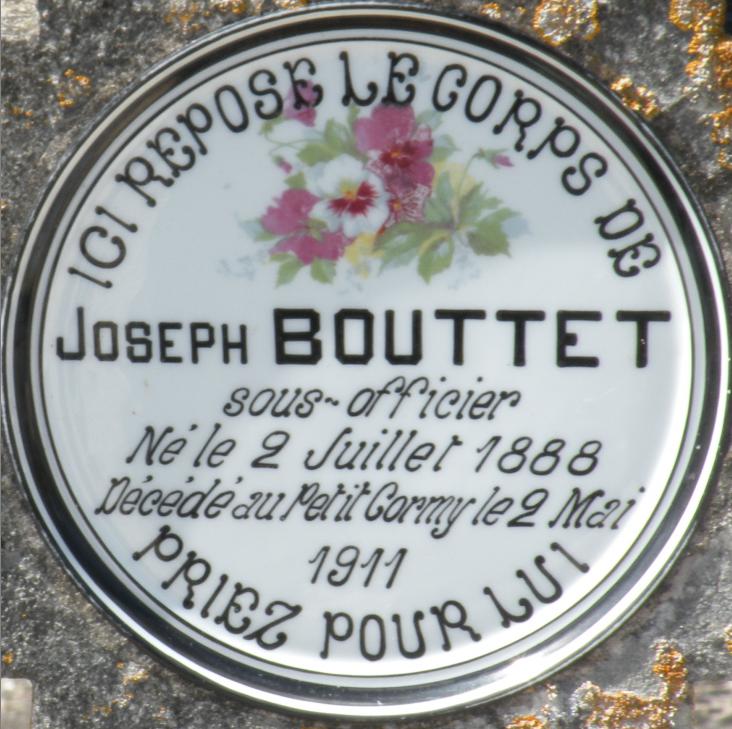 ICI REPOSE LE CORPS DE
JOSEPH BOUTTET
sous-officier
Né le 2 Juillet 1888
Décédé au Petit Cormy le 2 Mai
1911
PRIEZ POUR LUI